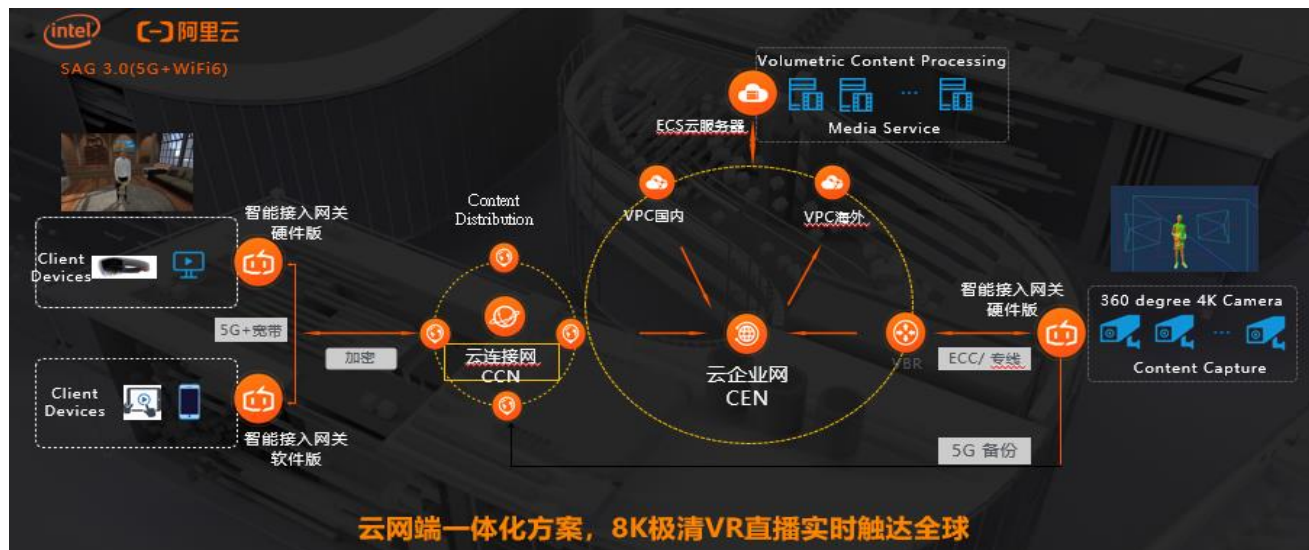 intel 阿里云
SAG 3.0(5G+WiFi6)
Volumetric Content Processing
...
Media Service
ECS云服务器
VPC国内
VPC海外
Content
Distribution
智能接入网关
硬件版
Client
Devices
5G+宽带
加密
云连接网
CCN
云企业网
CEN
VBR
ECC/ 专线
智能接入网关
硬件版
360 degree 4K Camera
...
Content Capture
Client
Devices
智能接入网关
软件版
5G 备份
云网端一体化方案，8K极清VR直播实时触达全球